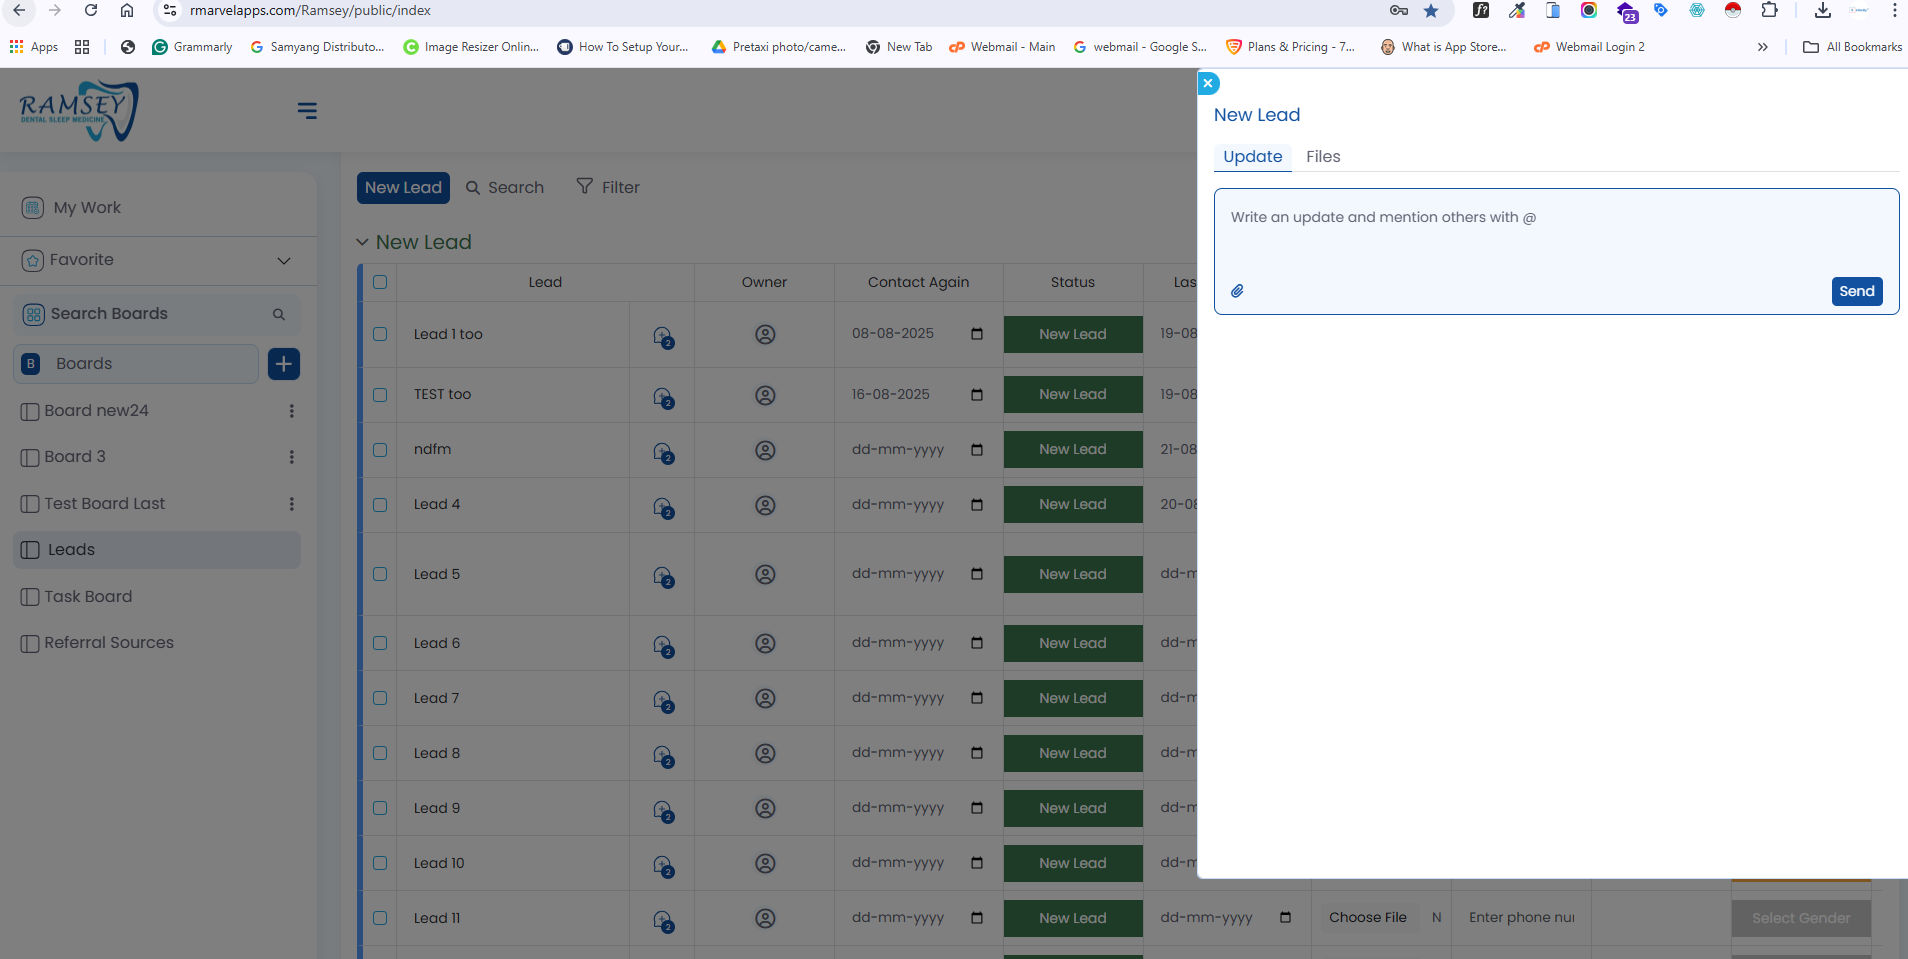 rmarvelapps.com/Ramsey/public/index
23
Apps
Grammarly
Samyang Distributo...
Image Resizer Onlin...
How To Setup Your...
Pretaxi photo/came...
New Tab
Webmail - Main
webmail - Google S...
Plans & Pricing - 7...
What is App Store...
Webmail Login 2
All Bookmarks
RAMSEY
DENTAL SLEEP MEDICINE
My Work
Favorite
Search Boards
B Boards
Board new24
Board 3
Test Board Last
Leads
Task Board
Referral Sources
New Lead Search Filter
New Lead
Lead Owner Contact Again Status Las
Lead 1 too 2 08-08-2025 New Lead 19-08
TEST too 2 16-08-2025 New Lead 19-08
ndfm 2 dd-mm-yyyy New Lead 21-08
Lead 4 2 dd-mm-yyyy New Lead 20-08
Lead 5 2 dd-mm-yyyy New Lead dd-m
Lead 6 2 dd-mm-yyyy New Lead dd-m
Lead 7 2 dd-mm-yyyy New Lead dd-m
Lead 8 2 dd-mm-yyyy New Lead dd-m
Lead 9 2 dd-mm-yyyy New Lead dd-m
Lead 10 2 dd-mm-yyyy New Lead dd-m
Lead 11 2 dd-mm-yyyy New Lead dd-mm-yyyy Choose File N Enter phone nur Select Gender
New Lead
Update Files
Write an update and mention others with @
Send